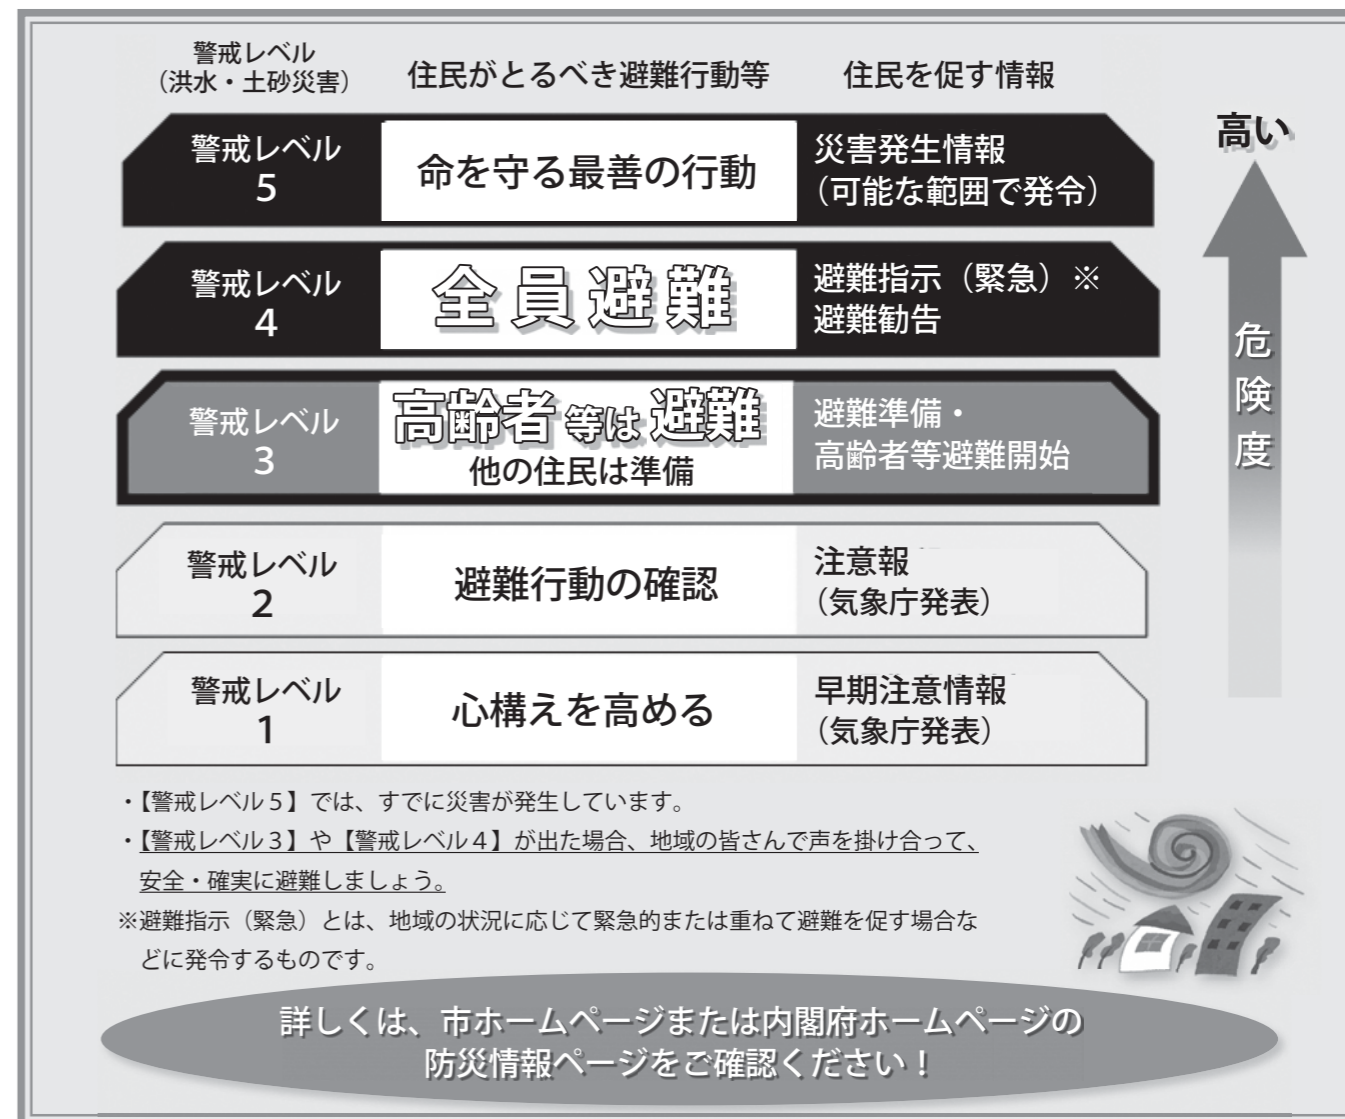 警戒レベル
（洪水・土砂災害）
住民がとるべき避難行動等
住民を促す情報
警戒レベル
5
命を守る最善の行動
災害発生情報
（可能な範囲で発令）
警戒レベル
4
全員避難
避難指示（緊急）※
避難勧告
警戒レベル
3
高齢者等は避難
他の住民は準備
避難準備・
高齢者等避難開始
警戒レベル
2
避難行動の確認
注意報
（気象庁発表）
警戒レベル
1
心構えを高める
早期注意情報
（気象庁発表）
高い
危険度
・【警戒レベル５】では、すでに災害が発生しています。
・【警戒レベル３】や【警戒レベル４】が出た場合、地域の皆さんで声を掛け合って、
安全・確実に避難しましょう。
※避難指示（緊急）とは、地域の状況に応じて緊急的または重ねて避難を促す場合な
どに発令するものです。
詳しくは、市ホームページまたは内閣府ホームページの
防災情報ページをご確認ください！